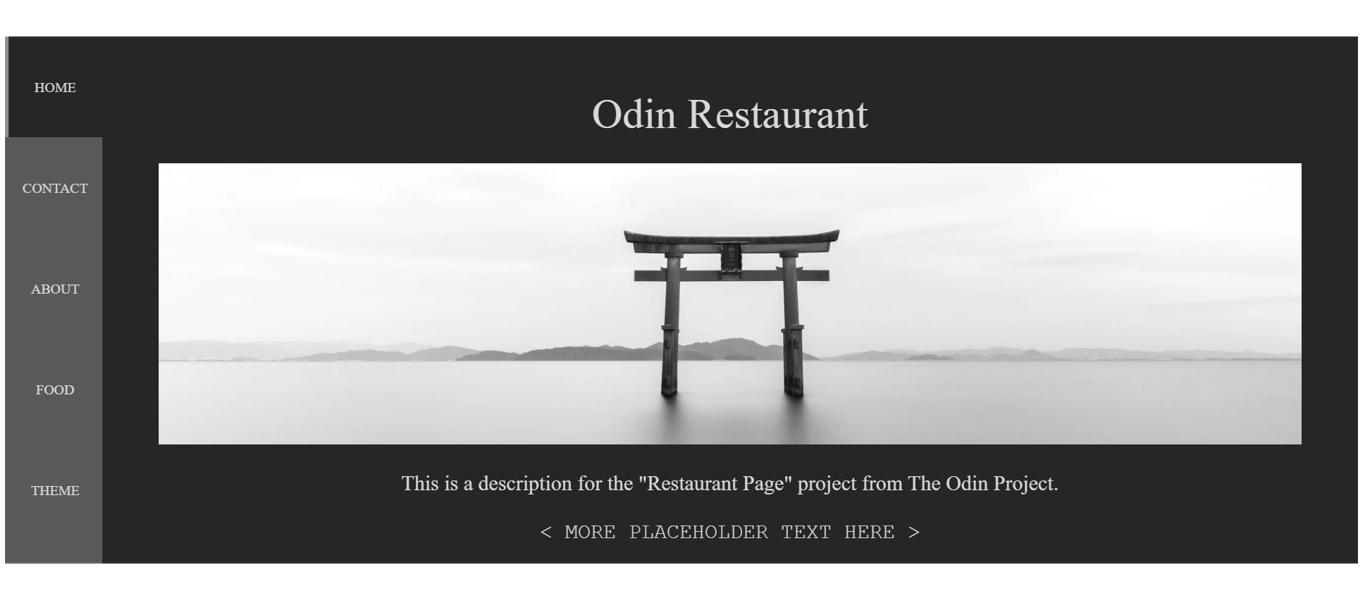 HOME
CONTACT
ABOUT
FOOD
THEME
Odin Restaurant
This is a description for the "Restaurant Page" project from The Odin Project.
< MORE PLACEHOLDER TEXT HERE >